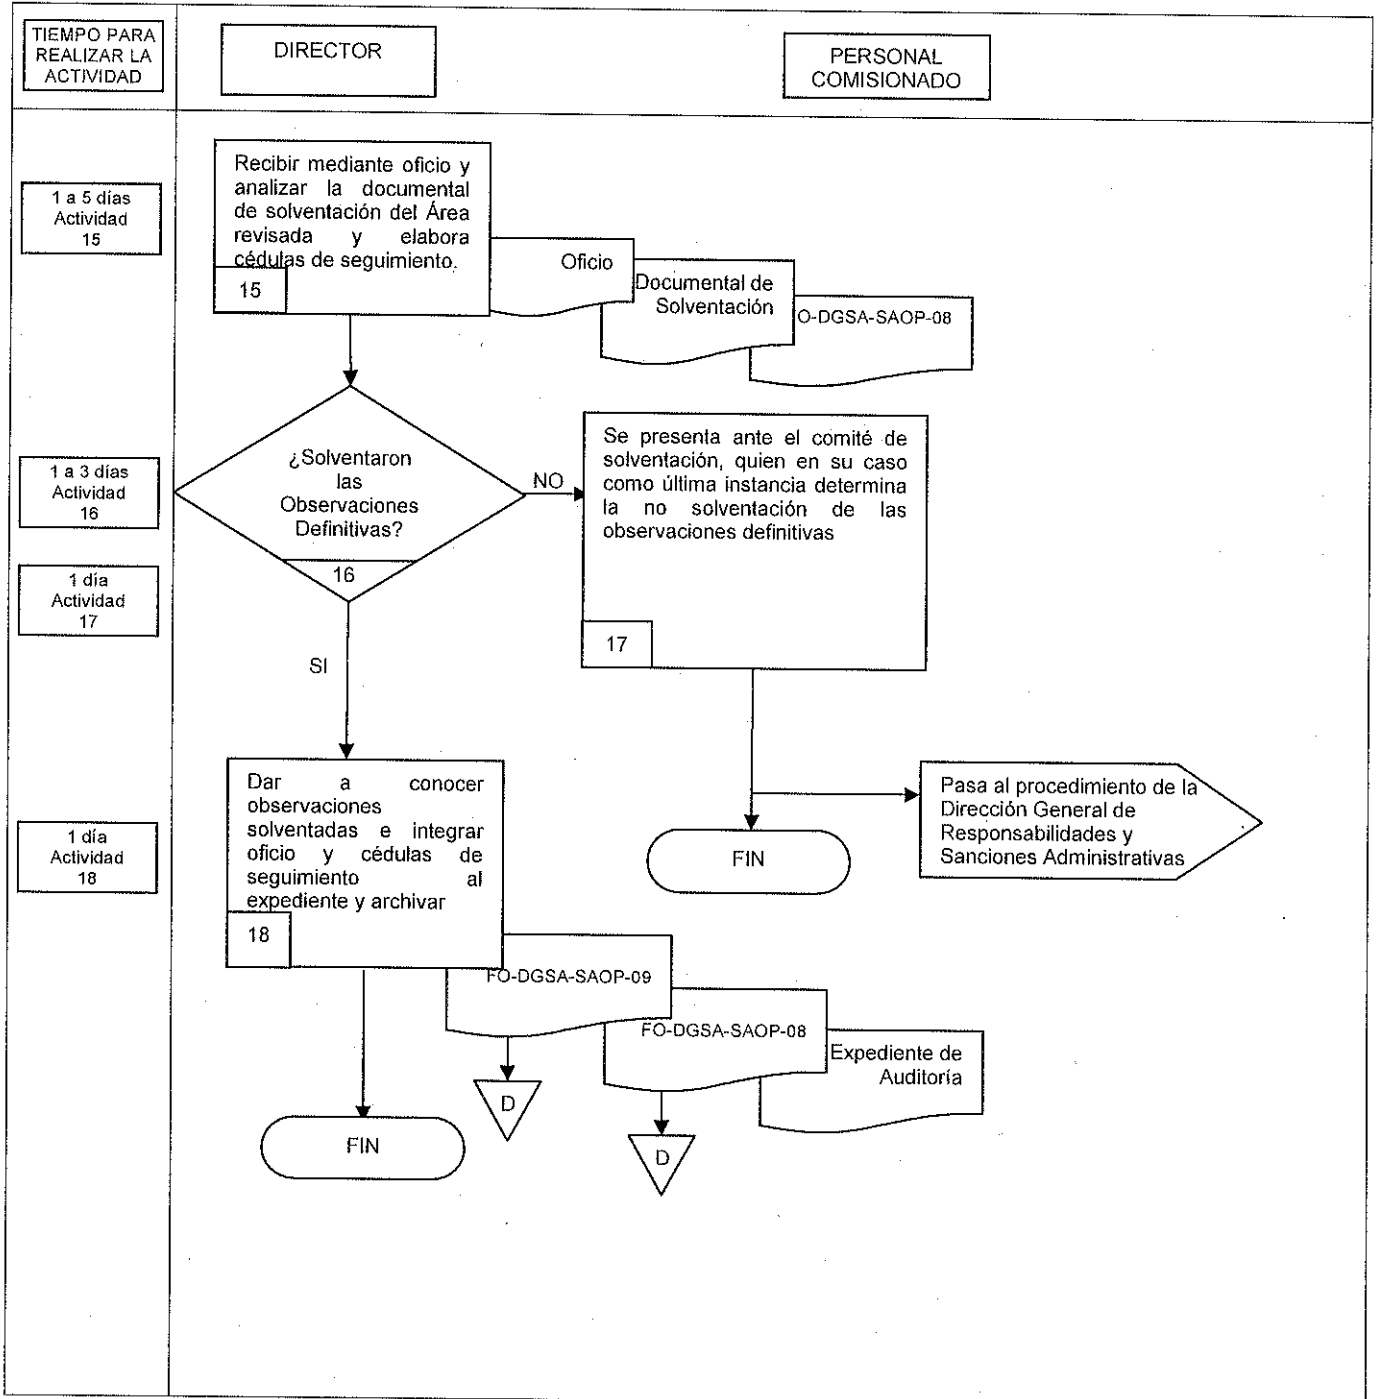 TIEMPO PARA
REALIZAR LA
ACTIVIDAD
DIRECTOR
PERSONAL
COMISIONADO
1 a 5 días
Actividad
15
Recibir mediante oficio y
analizar la documental
de solventación del Área
revisada y elabora
cédulas de seguimiento.
15
Oficio
Documental de
Solventación
O-DGSA-SAOP-08
1 a 3 días
Actividad
16
¿Solventaron
las
Observaciones
Definitivas?
16
NO
SI
Se presenta ante el comité de
solventación, quien en su caso
como última instancia determina
la no solventación de las
observaciones definitivas
17
1 día
Actividad
17
Pasa al procedimiento de la
Dirección General de
Responsabilidades y
Sanciones Administrativas
FIN
1 día
Actividad
18
Dar a conocer
observaciones
solventadas e integrar
oficio y cédulas de
seguimiento al
expediente y archivar
18
FO-DGSA-SAOP-09
FO-DGSA-SAOP-08
Expediente de
Auditoría
D
D
FIN